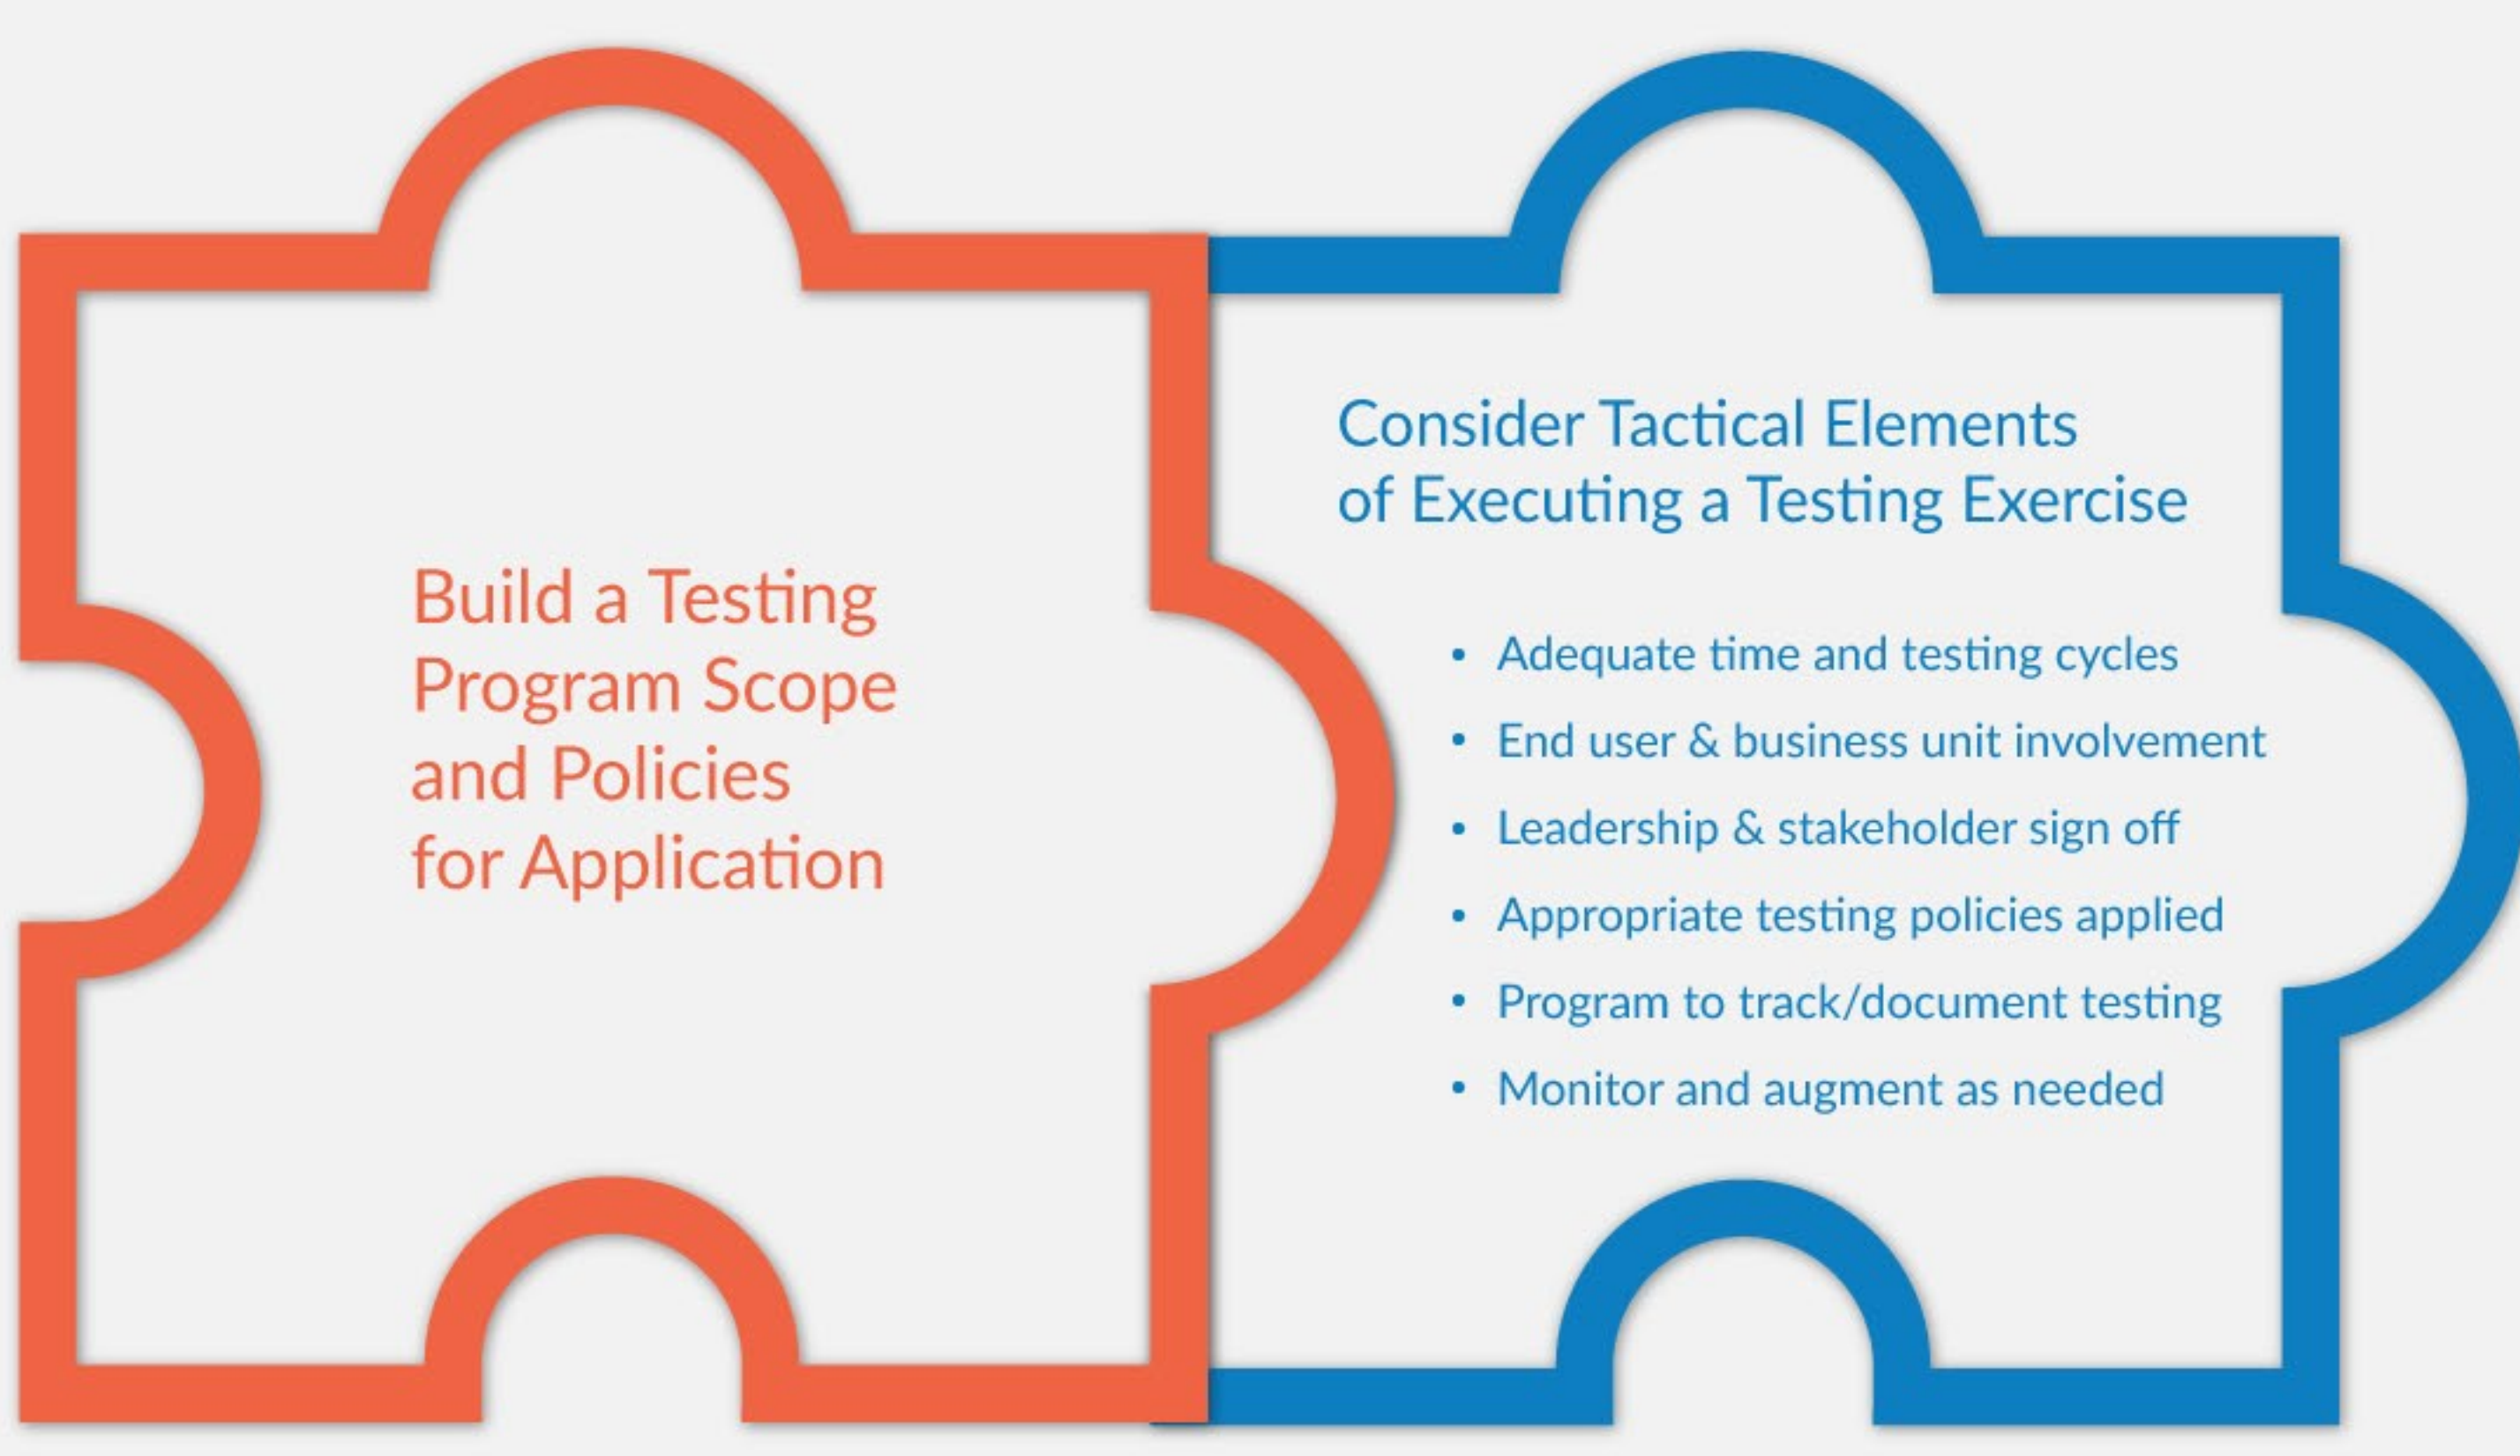 Build a Testing
Program Scope
and Policies
for Application
Consider Tactical Elements
of Executing a Testing Exercise
• Adequate time and testing cycles
• End user & business unit involvement
• Leadership & stakeholder sign off
• Appropriate testing policies applied
• Program to track/document testing
• Monitor and augment as needed